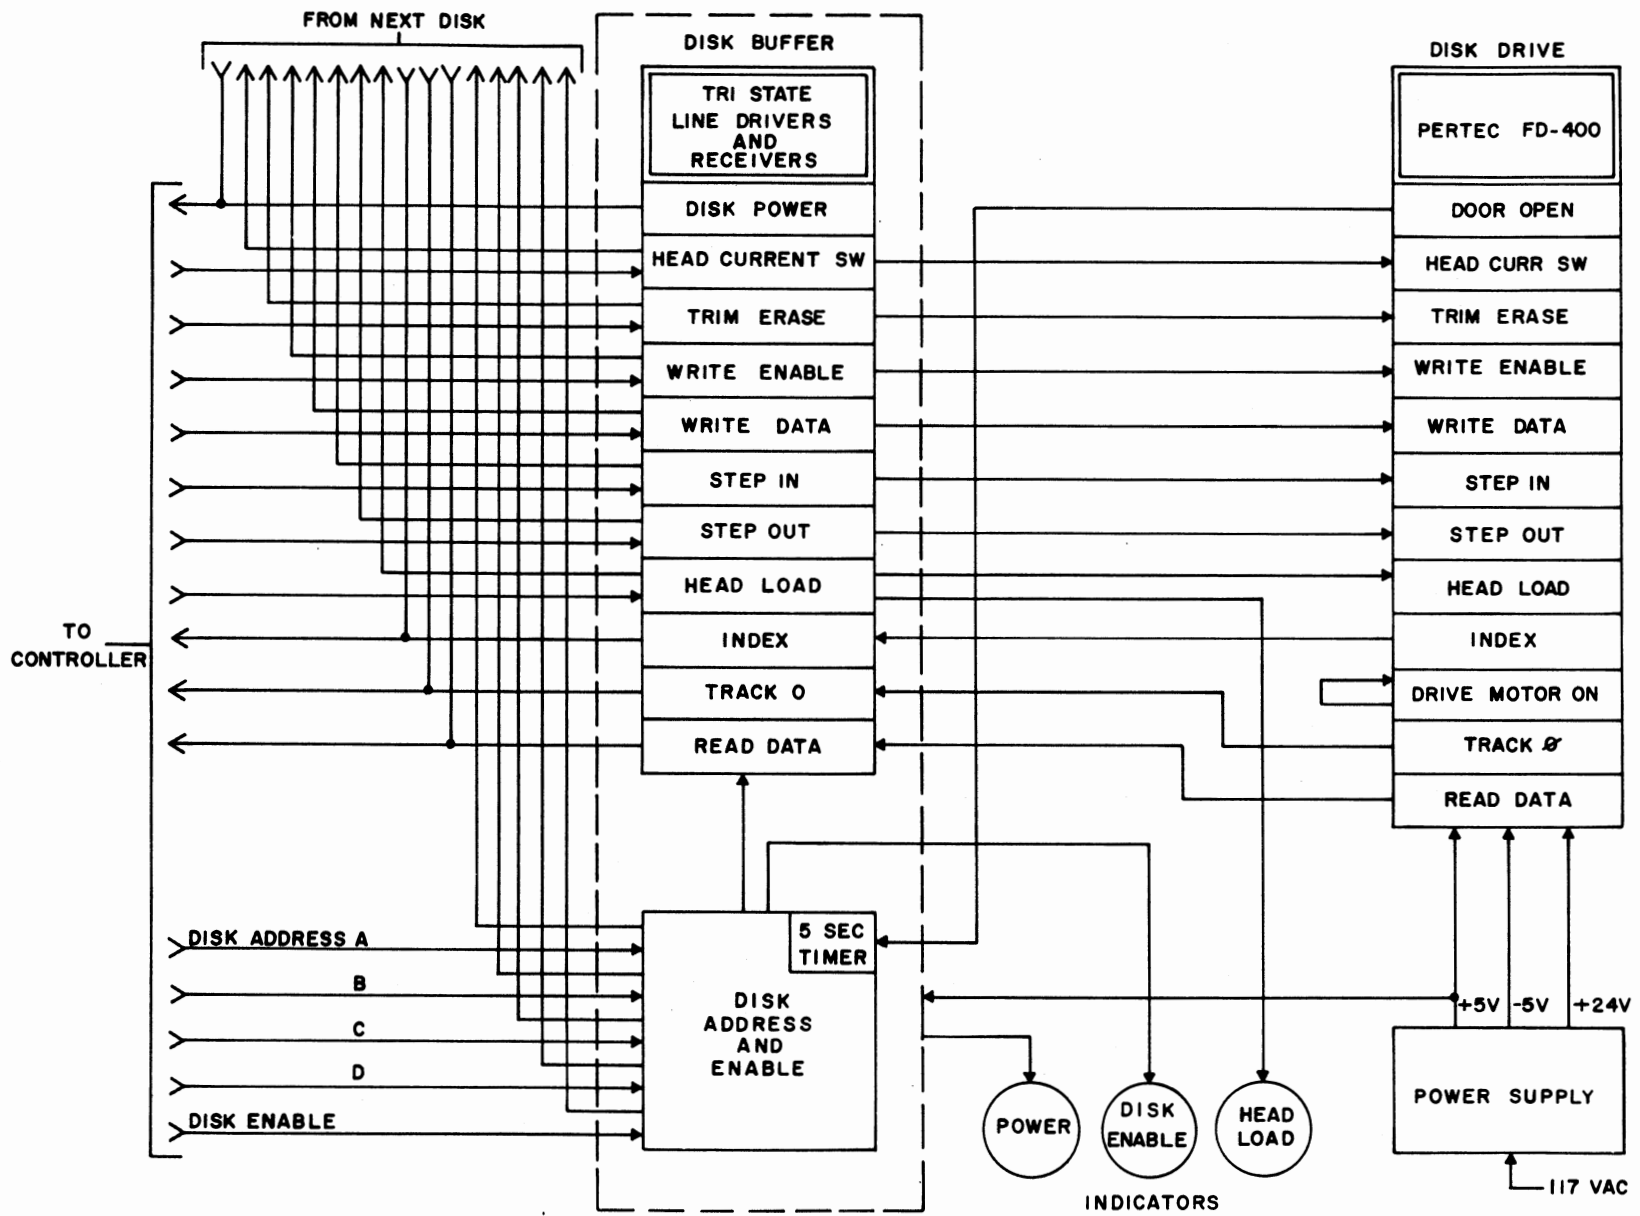 FROM NEXT DISK
DISK BUFFER
DISK DRIVE
TRI STATE
LINE DRIVERS
AND
RECEIVERS
PERTEC FD-400
DISK POWER
HEAD CURRENT SW
TRIM ERASE
WRITE ENABLE
WRITE DATA
STEP IN
STEP OUT
HEAD LOAD
INDEX
TRACK O
READ DATA
DOOR OPEN
HEAD CURR SW
TRIM ERASE
WRITE ENABLE
WRITE DATA
STEP IN
STEP OUT
HEAD LOAD
INDEX
DRIVE MOTOR ON
TRACK Ø
READ DATA
TO
CONTROLLER
DISK ADDRESS A
B
C
D
DISK ENABLE
5 SEC
TIMER
DISK
ADDRESS
AND
ENABLE
+5V -5V +24V
POWER SUPPLY
117 VAC
POWER
DISK
ENABLE
HEAD
LOAD
INDICATORS